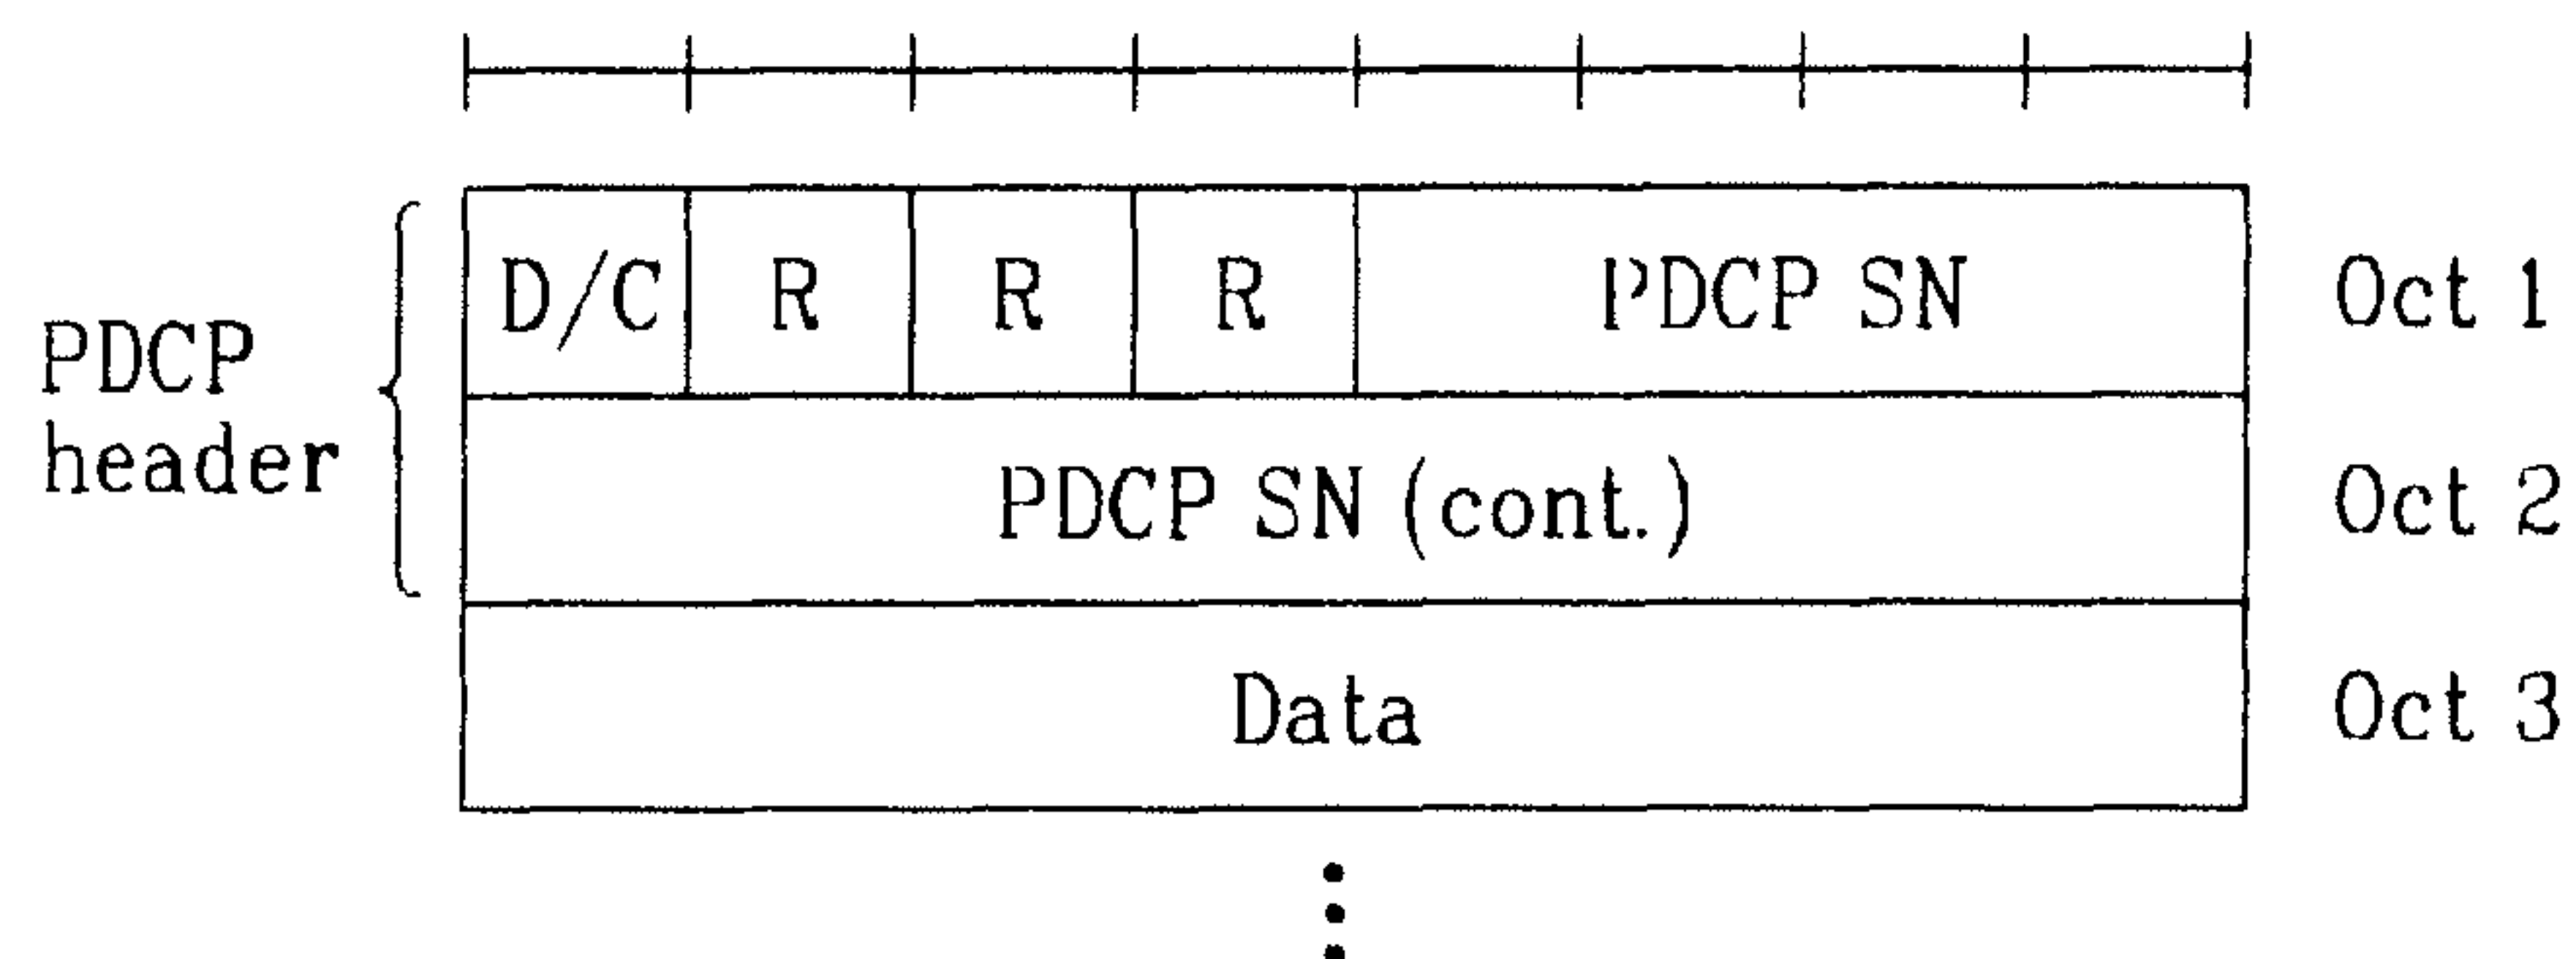 D/C R R R PDCP SN Oct 1
PDCP
header
PDCP SN (cont.) Oct 2
Data Oct 3